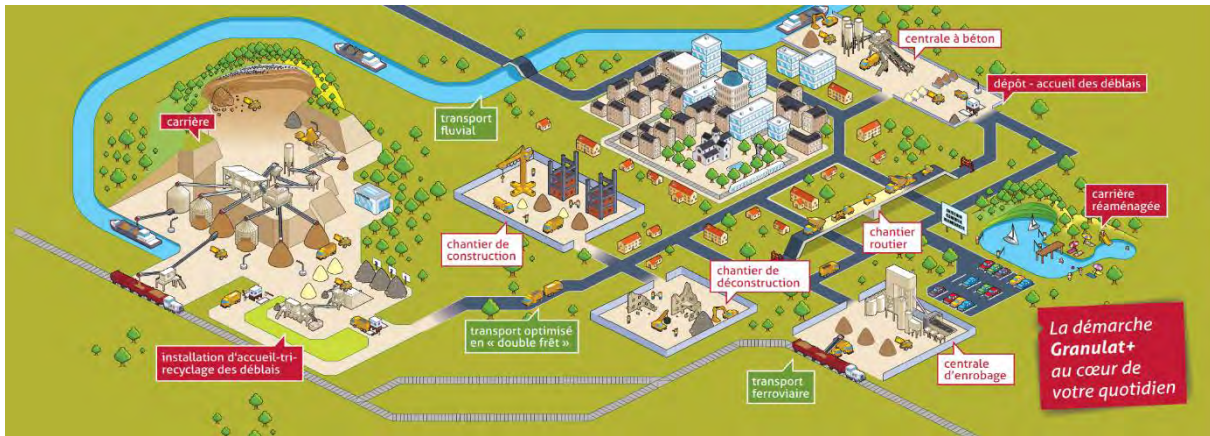 centrale à béton
dépôt - accueil des déblais
carrière
transport
fluvial
carrière
réaménagée
chantier
routier
chantier de
construction
chantier de
déconstruction
transport optimisé
en « double frêt »
installation d'accueil-tri-
recyclage des déblais
transport
ferroviaire
centrale
d'enrobage
La démarche
Granulat+
au cœur de
votre quotidien